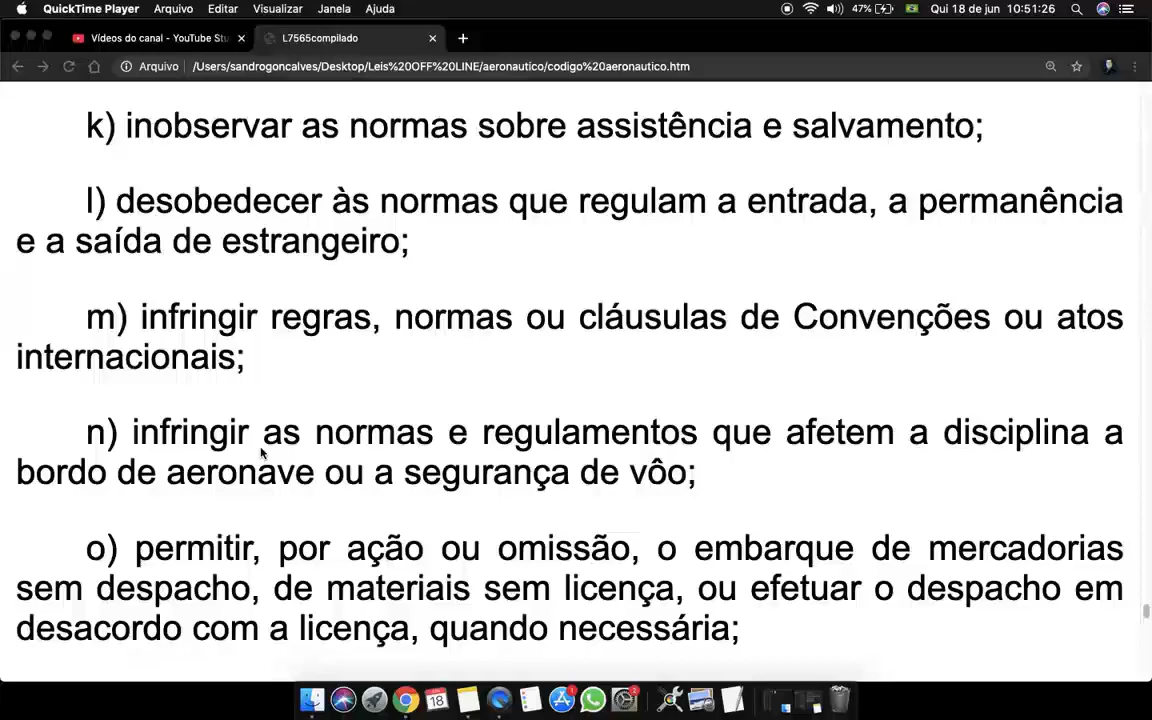 QuickTime Player Arquivo Editar Visualizar Janela Ajuda 47% Qui 18 de jun 10:51:26
Vídeos do canal - YouTube Stu L7565compilado
Arquivo /Users/sandrogoncalves/Desktop/Leis%20OFF%20LINE/aeronautico/codigo%20aeronautico.htm
k) inobservar as normas sobre assistência e salvamento;
l) desobedecer às normas que regulam a entrada, a permanência
e a saída de estrangeiro;
m) infringir regras, normas ou cláusulas de Convenções ou atos
internacionais;
n) infringir as normas e regulamentos que afetem a disciplina a
bordo de aeronave ou a segurança de vôo;
o) permitir, por ação ou omissão, o embarque de mercadorias
sem despacho, de materiais sem licença, ou efetuar o despacho em
desacordo com a licença, quando necessária;
18